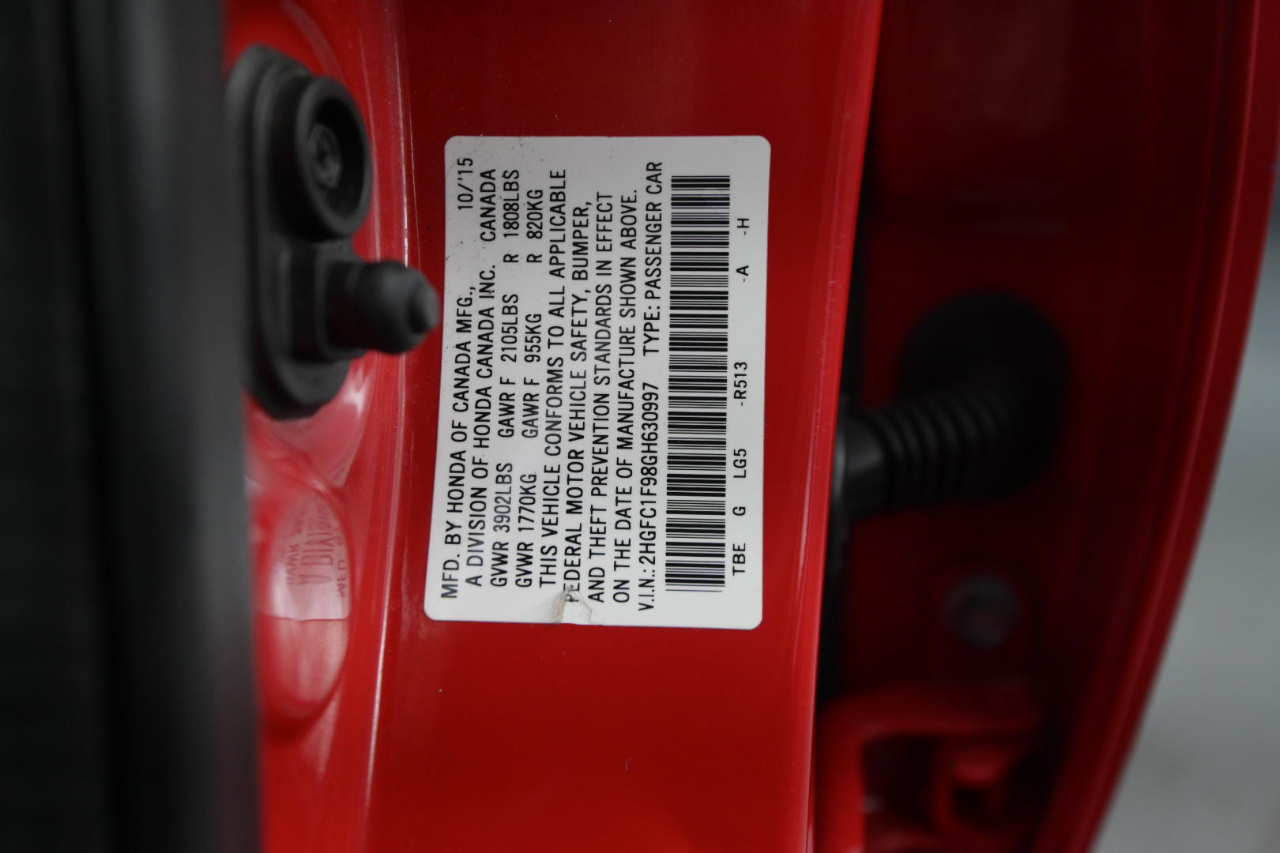 MFD. BY HONDA OF CANADA MFG., 10/'15
A DIVISION OF HONDA CANADA INC. CANADA
GVWR 3902LBS GAWR F 2105LBS R 1808LBS
GVWR 1770KG GAWR F 955KG R 820KG
THIS VEHICLE CONFORMS TO ALL APPLICABLE
FEDERAL MOTOR VEHICLE SAFETY, BUMPER,
AND THEFT PREVENTION STANDARDS IN EFFECT
ON THE DATE OF MANUFACTURE SHOWN ABOVE.
V.I.N.: 2HGFC1F98GH630997 TYPE: PASSENGER CAR
TBE G LG5 -R513 -A -H